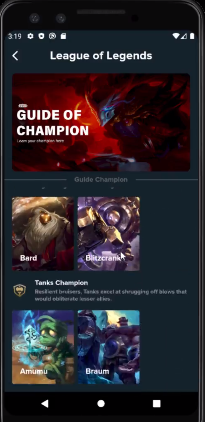 3:19
League of Legends
GUIDE OF
CHAMPION
Learn your champion here
Guide Champion
Bard
Blitzcrank
Tanks Champion
Resilient bruisers, Tanks excel at shrugging off blows that
would obliterate lesser allies.
Amumu
Braum